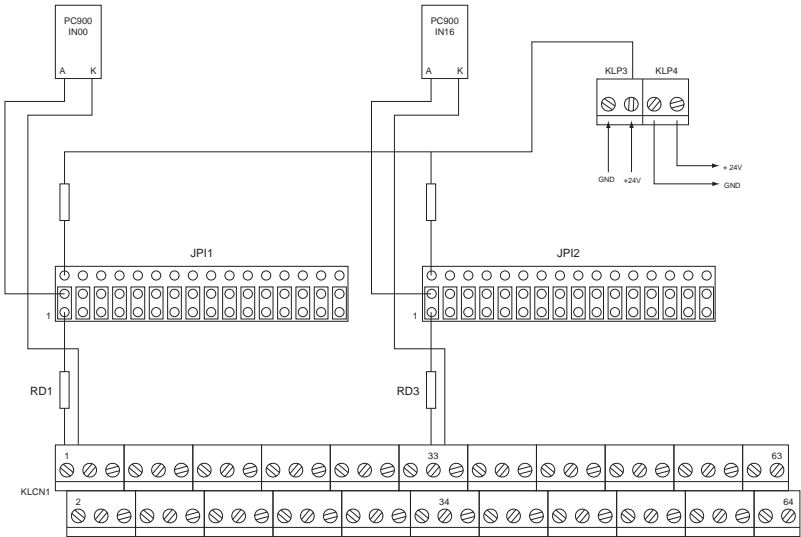 PC900
IN00
A K
PC900
IN16
A K
KLP3 KLP4
GND +24V
+ 24V
GND
JPI1
JPI2
1
1
RD1
RD3
1
33
63
KLCN1
2
34
64